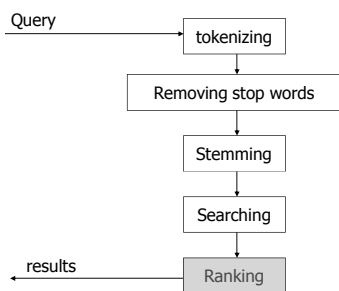 Query
tokenizing
Removing stop words
Stemming
Searching
results
Ranking